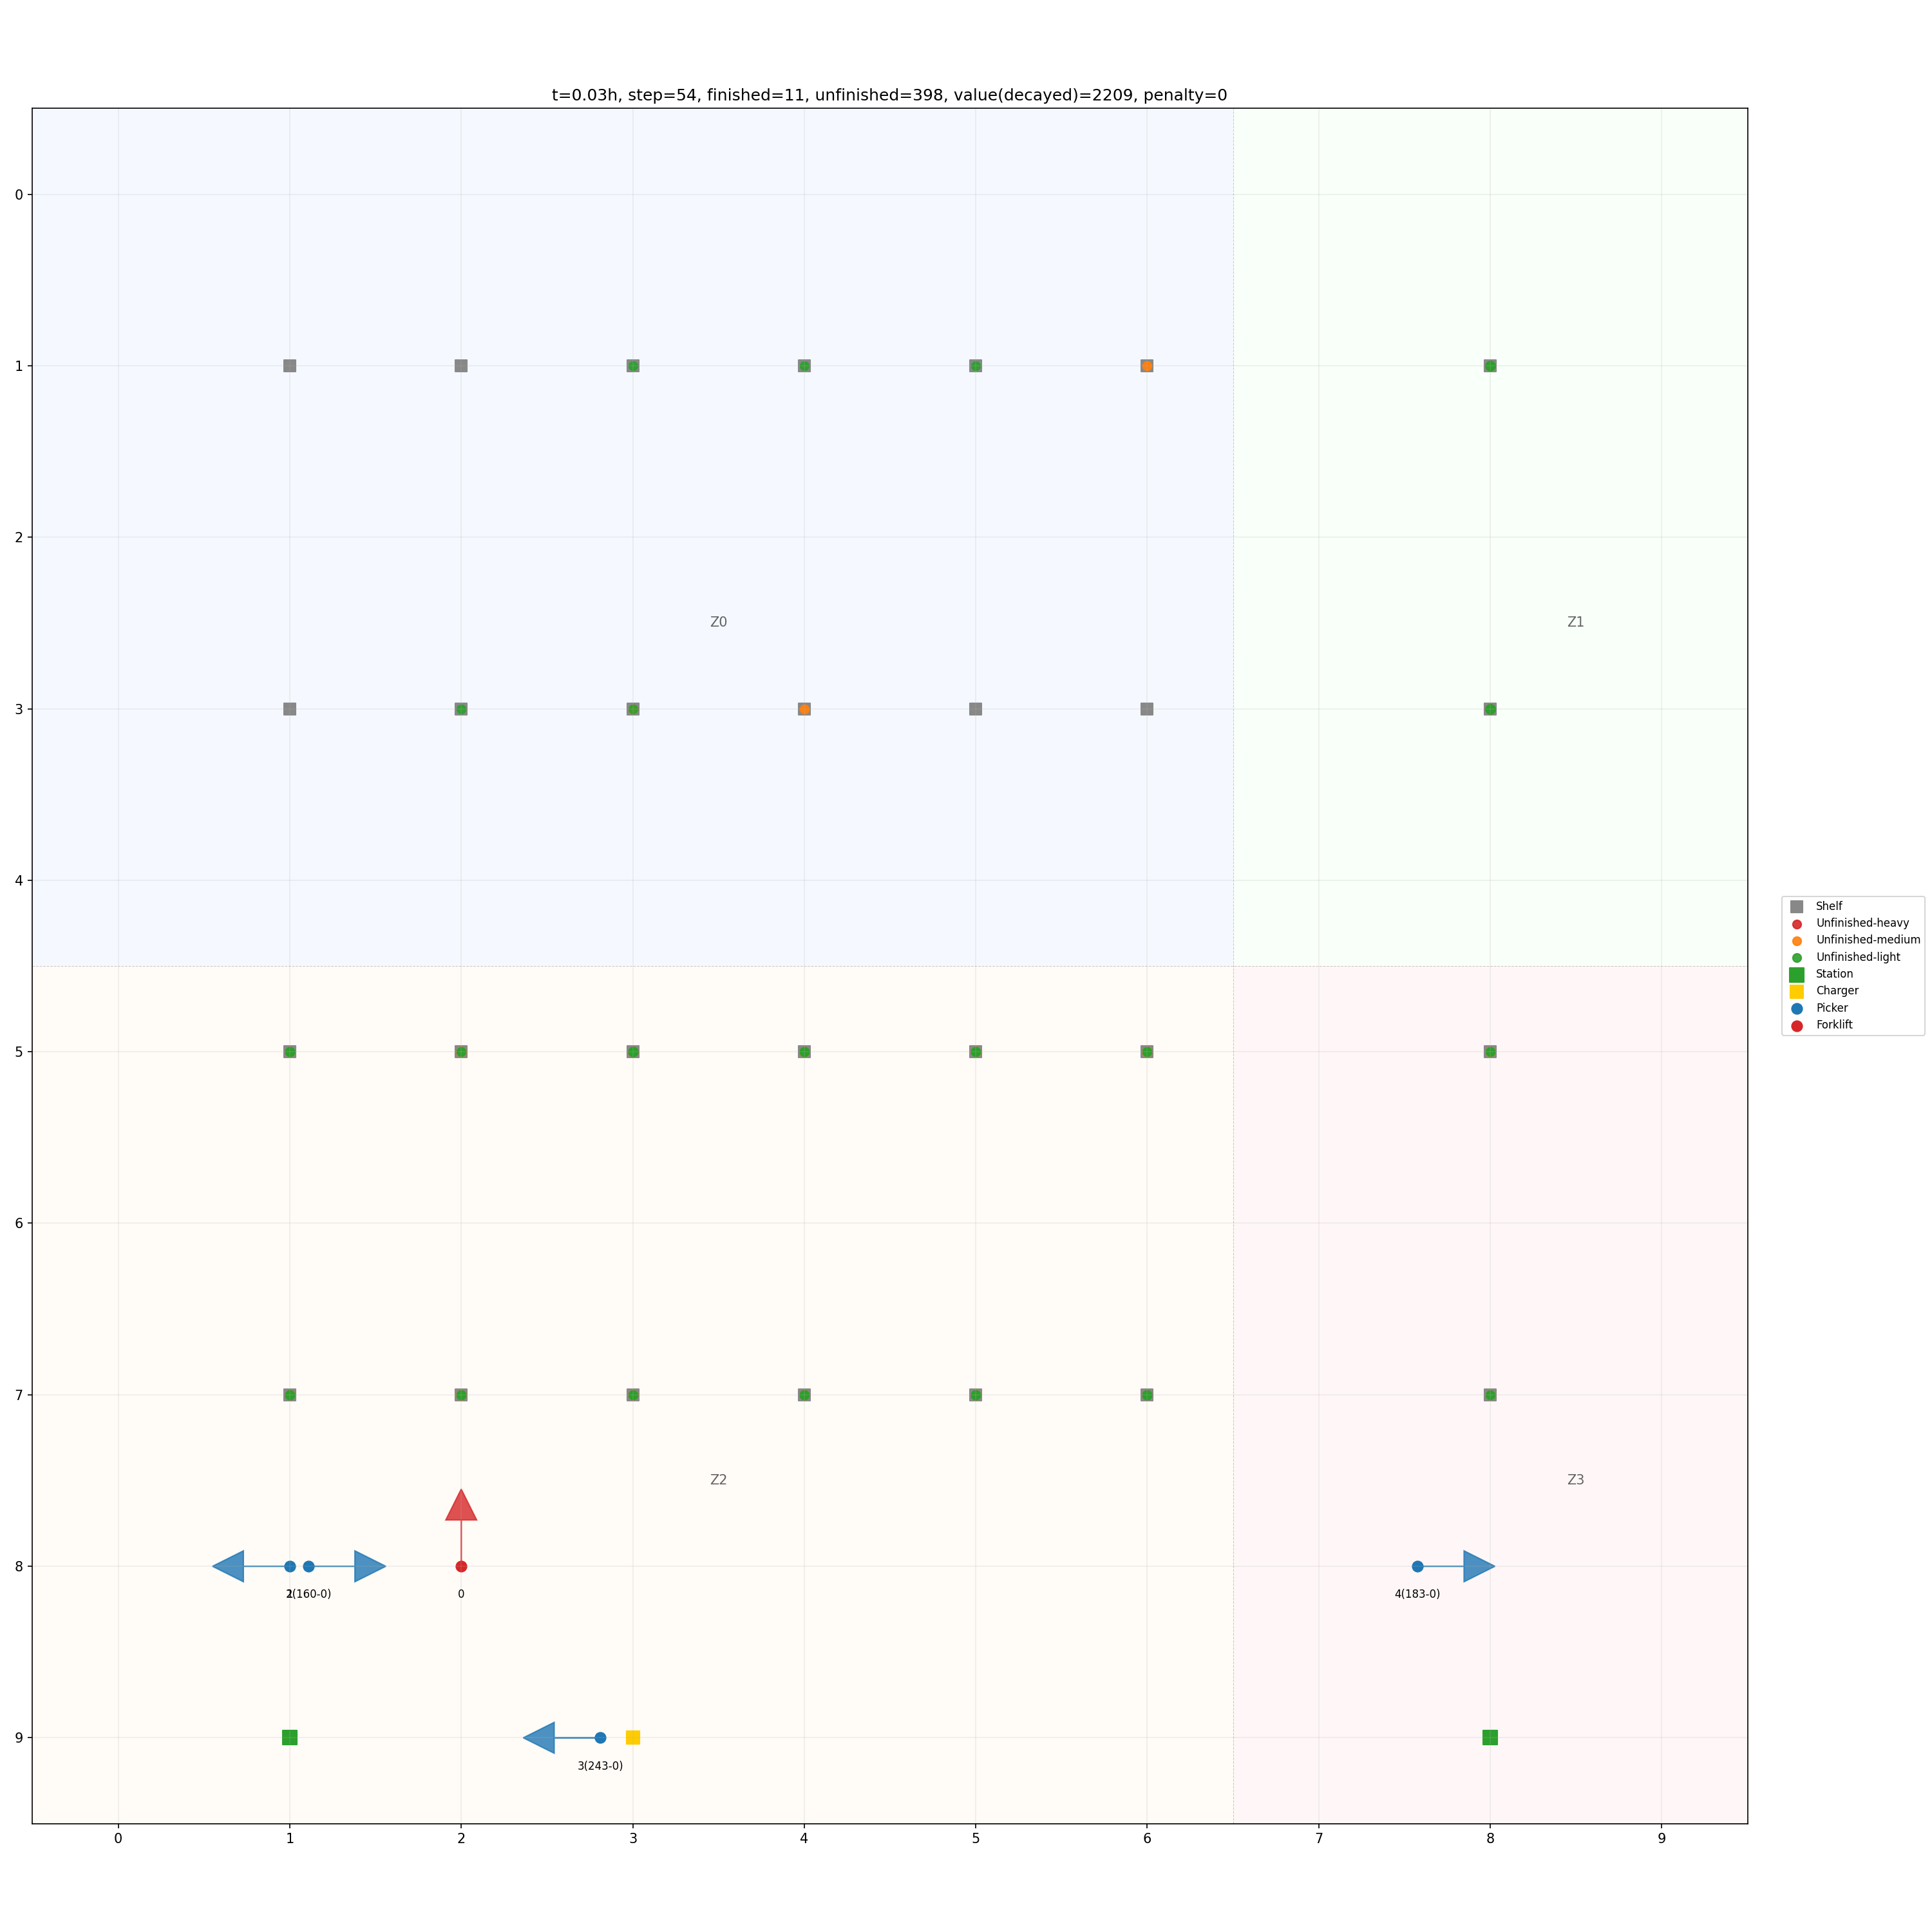 t=0.03h, step=54, finished=11, unfinished=398, value(decayed)=2209, penalty=0
0
1
2
Z0
Z1
3
4
Shelf
Unfinished-heavy
Unfinished-medium
Unfinished-light
Station
Charger
Picker
Forklift
5
6
7
Z2
Z3
8
(160-0)
0
4(183-0)
9
3(243-0)
0
1
2
3
4
5
6
7
8
9